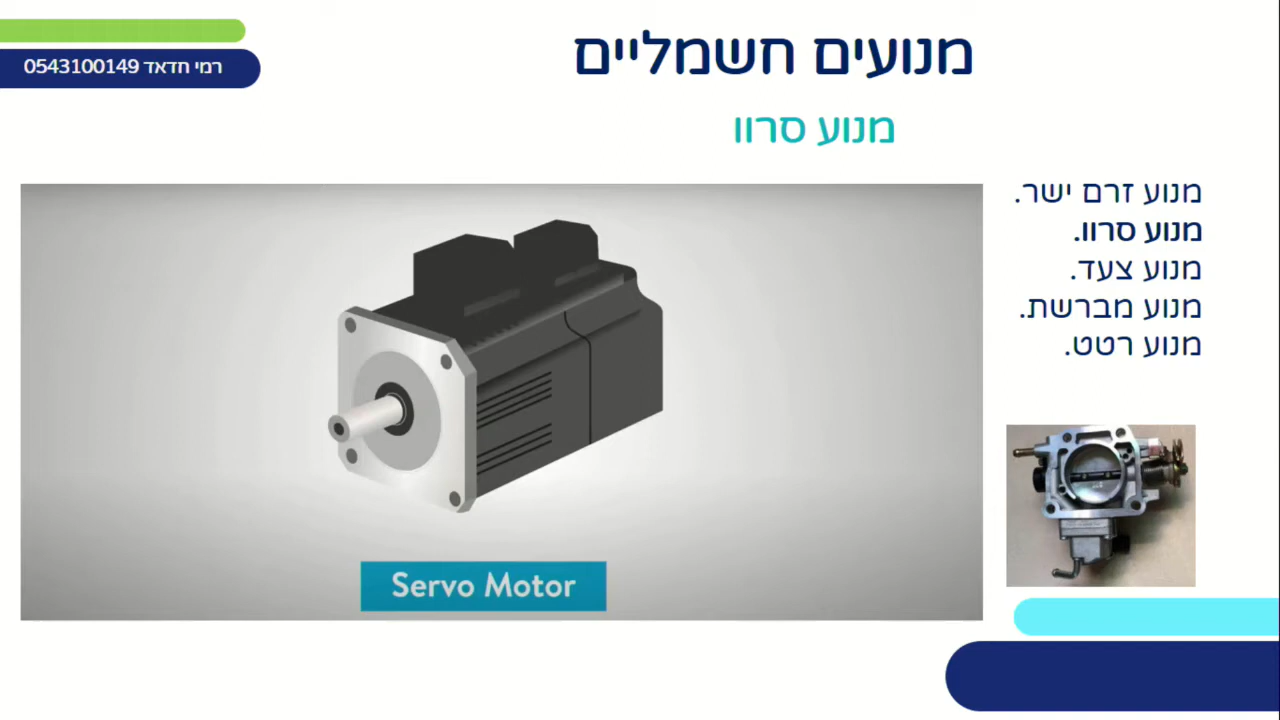 רמי חדאד 0543100149
מנועים חשמליים
מנוע סרוו
מנוע זרם ישר.
מנוע סרוו.
מנוע צעד.
מנוע מברשת.
מנוע רטט.
Servo Motor